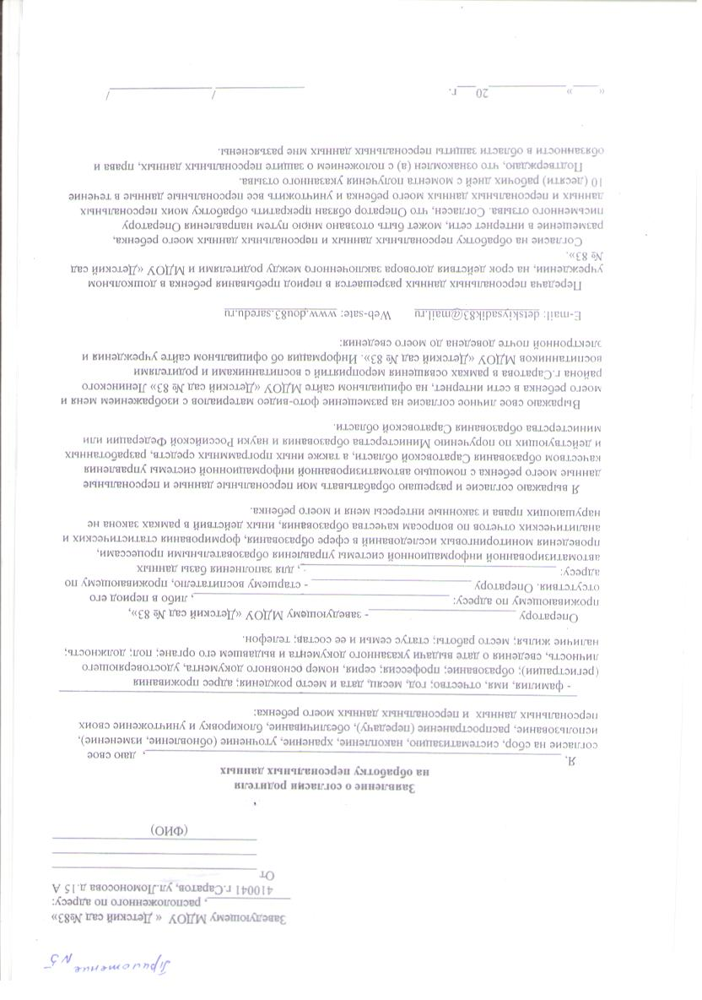 Приложение №5
Заведующему МДОУ « Детский сад №83»
____________, расположенного по адресу:
410041 г.Саратов, ул.Ломоносова д.15 А
От
(ФИО)
Заявление о согласии родителя
на обработку персональных данных
Я, ____________, даю свое
согласие на сбор, систематизацию, накопление, хранение, уточнение (обновление, изменение),
использование, распространение (передачу), обезличивание, блокировку и уничтожение своих
персональных данных и персональных данных моего ребенка:
- фамилия, имя, отчество; год, месяц, дата и место рождения; адрес проживания
(регистрации); образование; профессия; серия, номер основного документа, удостоверяющего
личность, сведения о дате выдачи указанного документа и выдавшем его органе; пол; должность;
наличие жилья; место работы; статус семьи и ее состав; телефон.
Оператору ____________- заведующему МДОУ «Детский сад № 83»,
проживающему по адресу: ____________, либо в период его
отсутствия. Оператору ____________ - старшему воспитателю, проживающему по
адресу: ____________, для заполнения базы данных
автоматизированной информационной системы управления образовательными процессами,
проведения мониторинговых исследований в сфере образования, формирования статистических и
аналитических отчетов по вопросам качества образования, иных действий в рамках закона не
нарушающих права и законные интересы меня и моего ребенка.
Я выражаю согласие и разрешаю обрабатывать мои персональные данные и персональные
данные моего ребенка с помощью автоматизированной информационной системы управления
качеством образования Саратовской области, а также иных программных средств, разработанных
и действующих по поручению Министерства образования и науки Российской Федерации или
министерства образования Саратовской области.
Выражаю свое личное согласие на размещение фото-видео материалов с изображением меня и
моего ребенка в сети интернет, на официальном сайте МДОУ «Детский сад № 83» Ленинского
района г.Саратова в рамках освящения мероприятий с воспитанниками и родителями
воспитанников МДОУ «Детский сад № 83». Информация об официальном сайте учреждения и
электронной почте доведена до моего сведения:
E-mail: detskiysadik83@mail.ru Web-sate: www.dou83.saredu.ru
Передача персональных данных разрешается в период пребывания ребенка в дошкольном
учреждении, на срок действия договора заключенного между родителями и МДОУ «Детский сад
№ 83».
Согласие на обработку персональных данных и персональных данных моего ребенка,
размещение в интернет сети, может быть отозвано мною путем направления Оператору
письменного отзыва. Согласен, что Оператор обязан прекратить обработку моих персональных
данных и персональных данных моего ребенка и уничтожить все персональные данные в течение
10 (десяти) рабочих дней с момента получения указанного отзыва.
Подтверждаю, что ознакомлен (а) с положением о защите персональных данных, права и
обязанности в области защиты персональных данных мне разъяснены.
«____»____________20___г. ____________/____________/